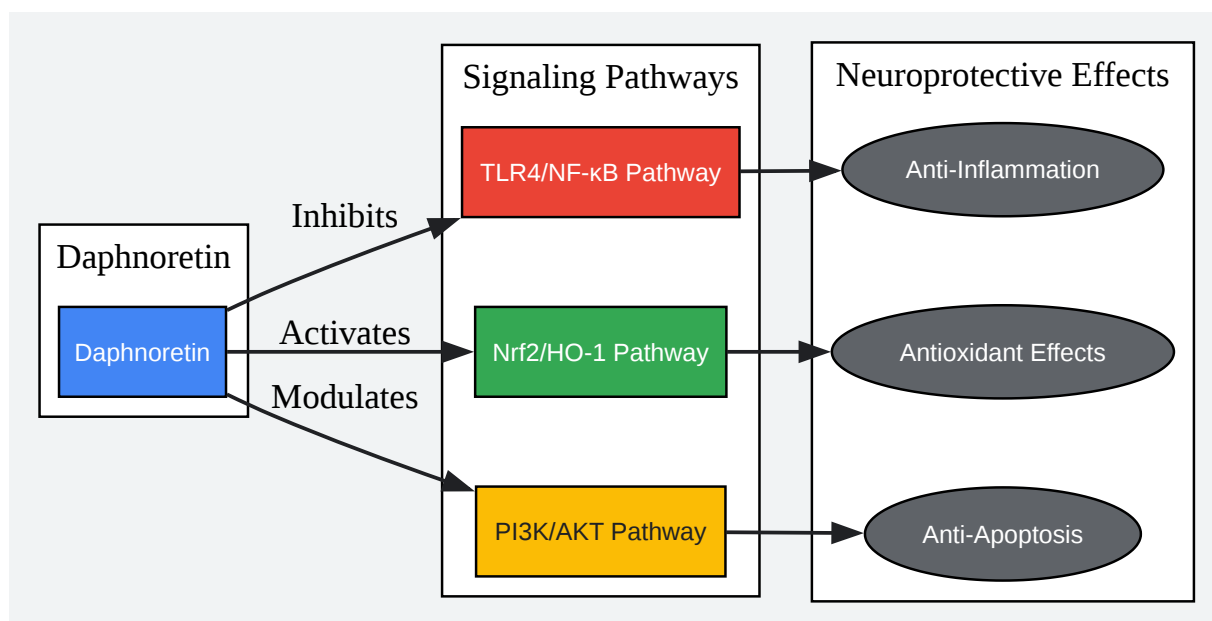 Daphnoretin
Daphnoretin
Inhibits
Activates
Modulates
Signaling Pathways
TLR4/NF-κB Pathway
Nrf2/HO-1 Pathway
PI3K/AKT Pathway
Neuroprotective Effects
Anti-Inflammation
Antioxidant Effects
Anti-Apoptosis